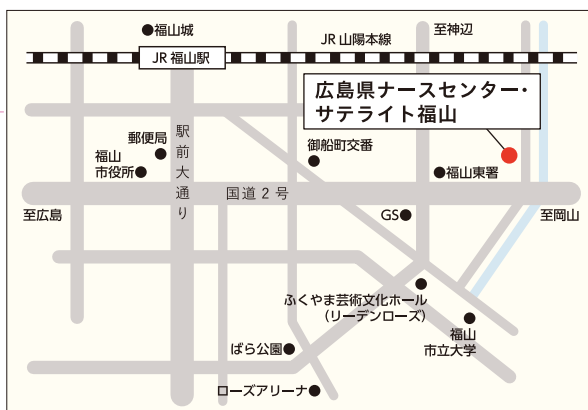 福山城
JR 山陽本線
至神辺
JR 福山駅
広島県ナースセンター・
サテライト福山
駅前大通り
郵便局
福山
市役所
御船町交番
福山東署
国道 2 号
至広島
至岡山
GS
ふくやま芸術文化ホール
（リーデンローズ）
福山
市立大学
ばら公園
ローズアリーナ